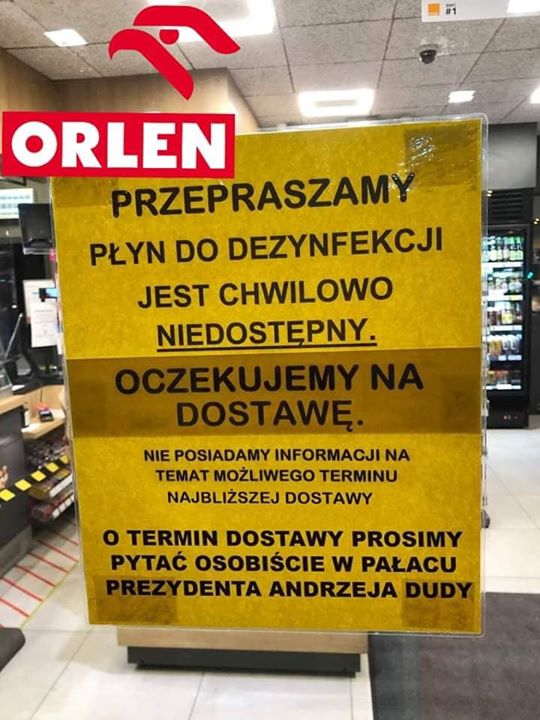 #1
ORLEN
PRZEPRASZAMY
PŁYN DO DEZYNFEKCJI
JEST CHWILOWO
NIEDOSTĘPNY.
OCZEKUJEMY NA
DOSTAWĘ.
NIE POSIADAMY INFORMACJI NA
TEMAT MOŻLIWEGO TERMINU
NAJBLIŻSZEJ DOSTAWY
O TERMIN DOSTAWY PROSIMY
PYTAĆ OSOBIŚCIE W PAŁACU
PREZYDENTA ANDRZEJA DUDY